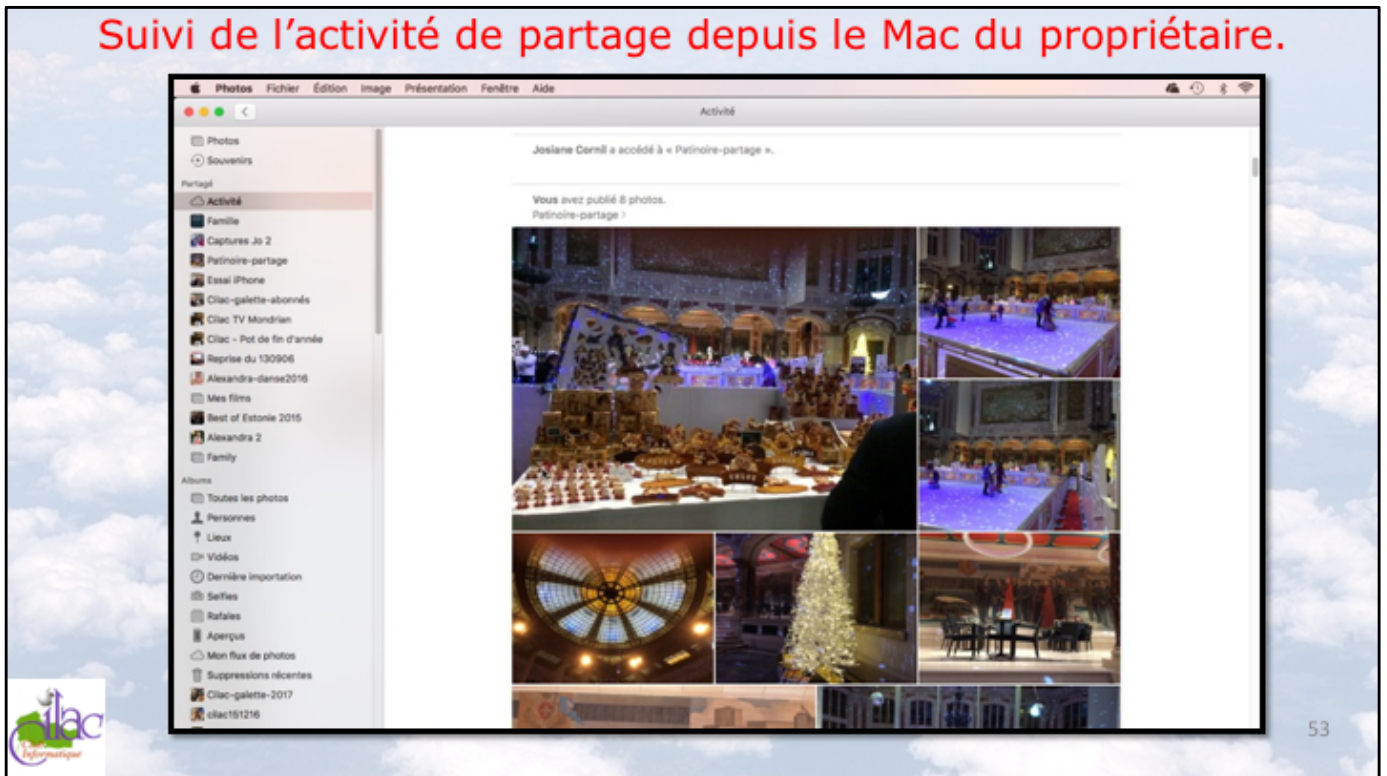 Suivi de l'activité de partage depuis le Mac du propriétaire.
Photos Fichier Édition Image Présentation Fenêtre Aide
Activité
Photos
Souvenirs
Partagé
Activité
Famille
Captures Jo 2
Patinoire-partage
Essai iPhone
Cilac-galette-abonnés
Cilac TV Mondrian
Cilac - Pot de fin d'année
Reprise du 130906
Alexandra-danse2016
Mes films
Best of Estonie 2015
Alexandra 2
Family
Albums
Toutes les photos
Personnes
Lieux
Vidéos
Dernière importation
Selfies
Rafales
Aperçus
Mon flux de photos
Suppressions récentes
Cilac-galette-2017
cilac151216
Josiane Cornil a accédé à « Patinoire-partage ».
Vous avez publié 8 photos.
Patinoire-partage >
Cilac
Informatique
53